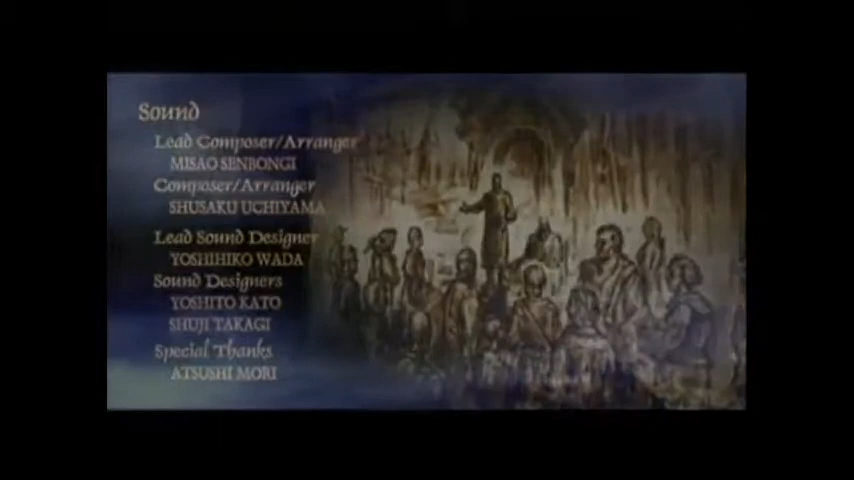 Sound
Lead Composer/Arranger
MISAO SENBONGI
Composer/Arranger
SHUSAKU UCHIYAMA
Lead Sound Designer
YOSHIHIKO WADA
Sound Designers
YOSHITO KATO
SHUJI TAKAGI
Special Thanks
ATSUSHI MORI